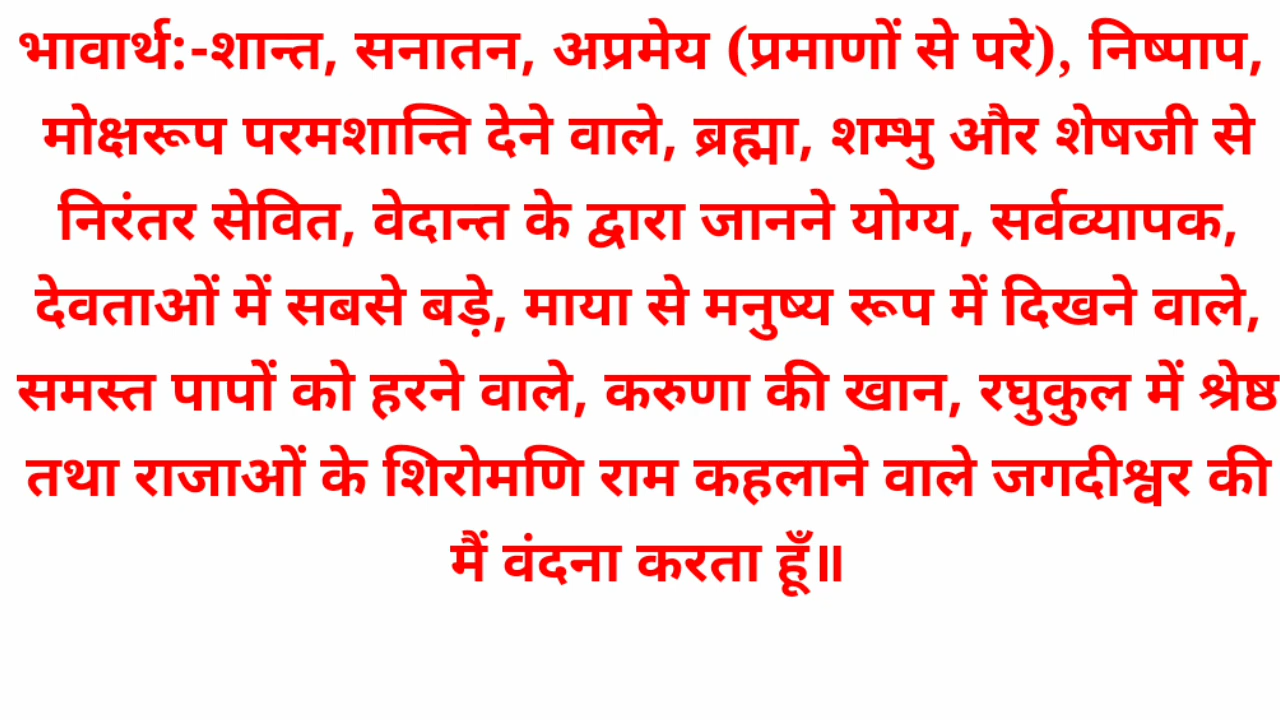 भावार्थ:-शान्त, सनातन, अप्रमेय (प्रमाणों से परे), निष्पाप,
मोक्षरूप परमशान्ति देने वाले, ब्रह्मा, शम्भु और शेषजी से
निरंतर सेवित, वेदान्त के द्वारा जानने योग्य, सर्वव्यापक,
देवताओं में सबसे बड़े, माया से मनुष्य रूप में दिखने वाले,
समस्त पापों को हरने वाले, करुणा की खान, रघुकुल में श्रेष्ठ
तथा राजाओं के शिरोमणि राम कहलाने वाले जगदीश्वर की
मैं वंदना करता हूँ॥